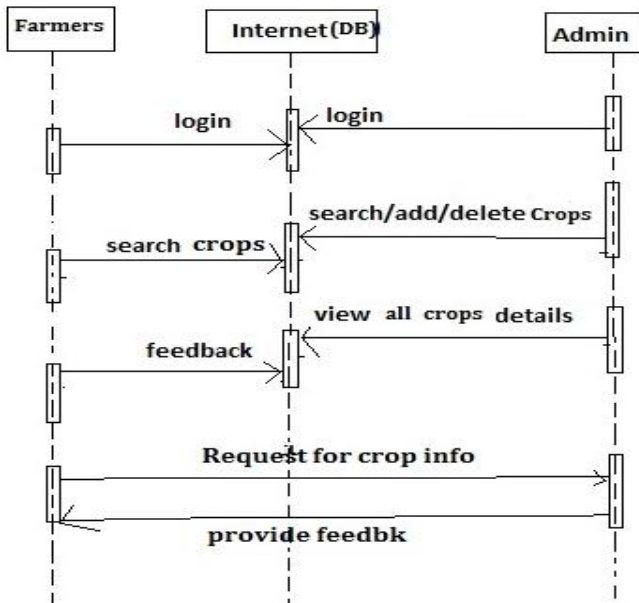 Farmers
Internet(DB)
Admin
login
login
search/add/delete Crops
search crops
view all crops details
feedback
Request for crop info
provide feedbk